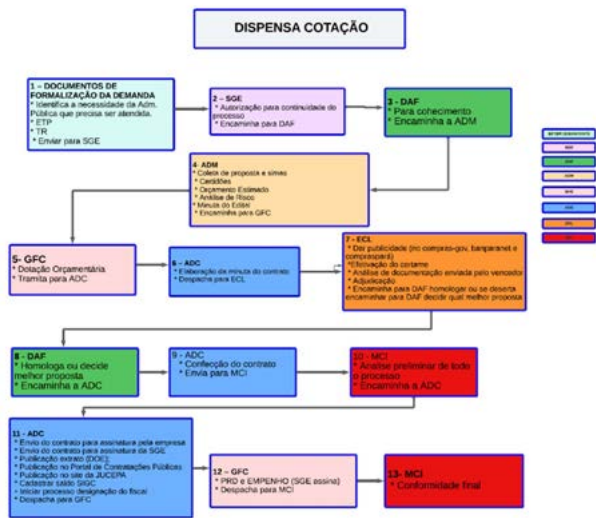 DISPENSA COTAÇÃO
1 – DOCUMENTOS DE
FORMALIZAÇÃO DA DEMANDA
* Identifica a necessidade da Adm.
Pública que precisa ser atendida.
* ETP
* TR
* Enviar para SGE
2 – SGE
* Autorização para continuidade do
processo
* Encaminha para DAF
3 - DAF
* Para cohecimento
* Encaminha a ADM
4- ADM
* Coleta de proposta e simes
* Certidões
* Orçamento Estimado
* Análise de Risco
* Minuta do Edital
* Encaminha para GFC
5- GFC
* Dotação Orçamentária
* Tramita para ADC
6 - ADC
* Elaboração da minuta do contrato
* Despacha para ECL
7 - ECL
* Dar publicidade (no compras-gov, banparanet e
compraspará)
*Efetivação do certame
* Análise de documentação enviada pelo vencedor
* Adjudicação
* Encaminha para DAF homologar ou se deserta
encaminhar para DAF decidir qual melhor proposta
8 - DAF
* Homologa ou decide
melhor proposta
* Encaminha a ADC
9 - ADC
* Confecção do contrato
* Envia para MCI
10 - MCI
* Analise preliminar de todo
o processo
* Encaminha a ADC
11 - ADC
* Envio do contrato para assinatura pela empresa
* Envio do contrato para assinatura da SGE
* Publicação extrato (DOE);
* Publicação no Portal de Contratações Públicas
* Publicação no site da JUCEPA
* Cadastrar saldo SIGC
* Iniciar processo designação do fiscal
* Despacha para GFC
12 – GFC
* PRD e EMPENHO (SGE assina)
* Despacha para MCI
13- MCI
* Conformidade final